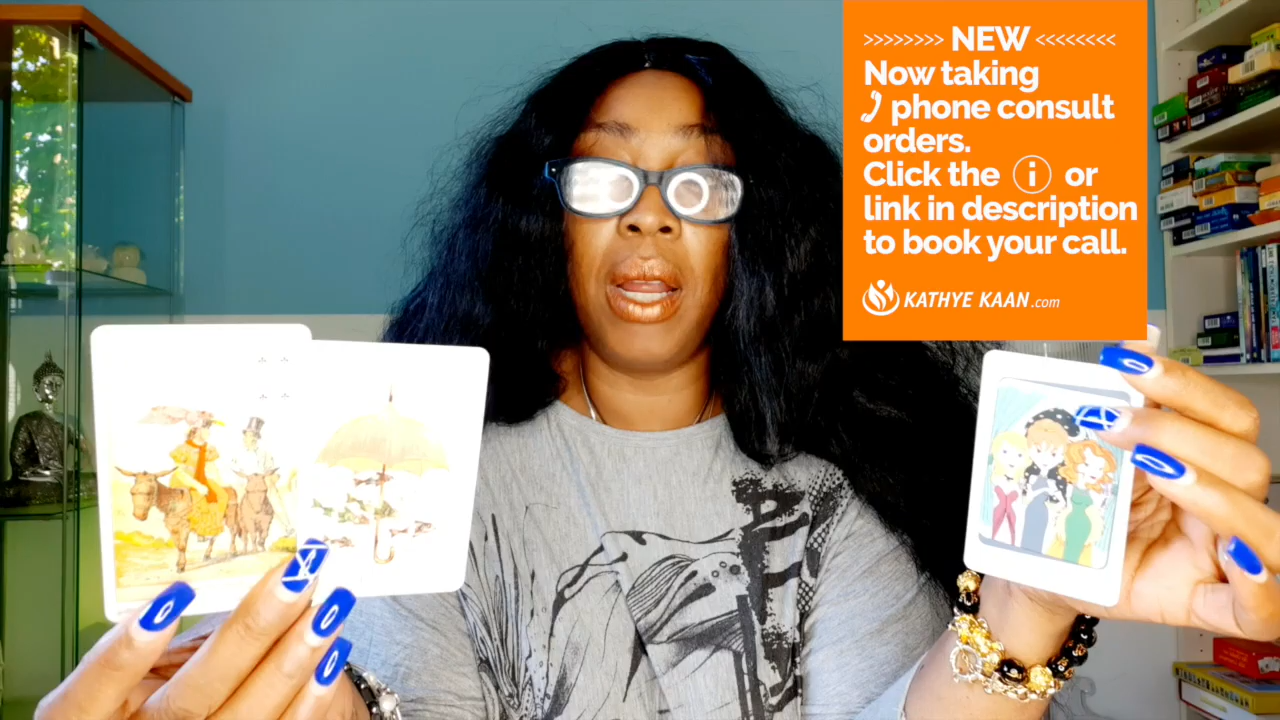 >>>>>>>> NEW <<<<<<<<
Now taking
phone consult
orders.
Click the i or
link in description
to book your call.
KATHYE KAAN.com